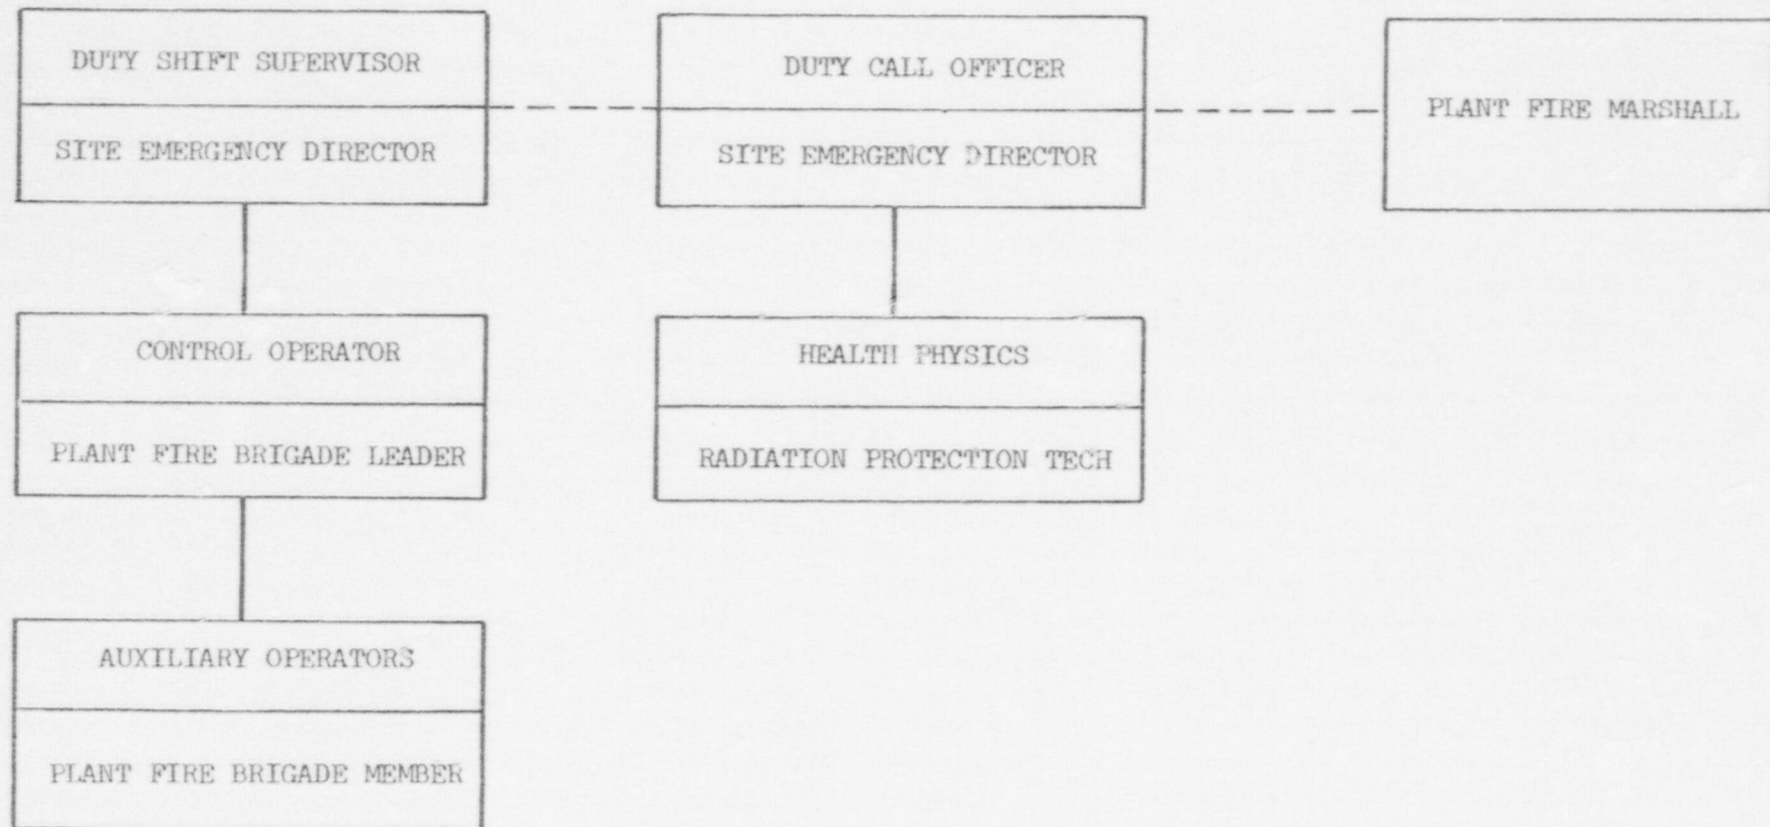 DUTY SHIFT SUPERVISOR
SITE EMERGENCY DIRECTOR
DUTY CALL OFFICER
SITE EMERGENCY DIRECTOR
PLANT FIRE MARSHALL
CONTROL OPERATOR
PLANT FIRE BRIGADE LEADER
HEALTH PHYSICS
RADIATION PROTECTION TECH
AUXILIARY OPERATORS
PLANT FIRE BRIGADE MEMBER